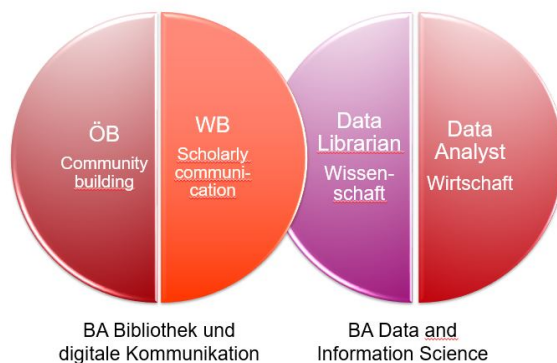 ÖB
Community
building
WB
Scholarly
communi-
cation
Data
Librarian
Wissen-
schaft
Data
Analyst
Wirtschaft
BA Bibliothek und
digitale Kommunikation
BA Data and
Information Science